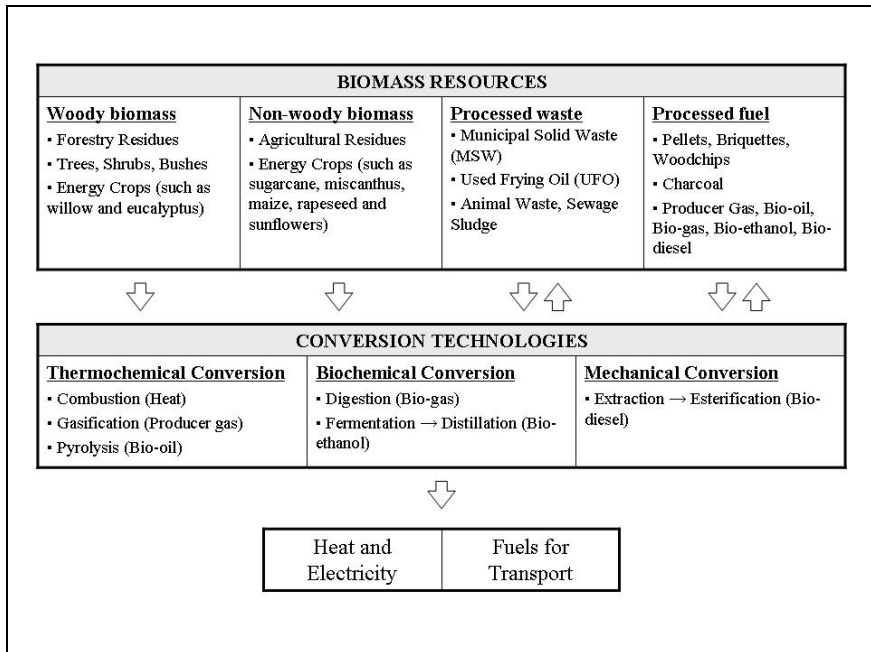 BIOMASS RESOURCES
Woody biomass
▪ Forestry Residues
▪ Trees, Shrubs, Bushes
▪ Energy Crops (such as
willow and eucalyptus)
Non-woody biomass
▪ Agricultural Residues
▪ Energy Crops (such as
sugarcane, miscanthus,
maize, rapeseed and
sunflowers)
Processed waste
▪ Municipal Solid Waste
(MSW)
▪ Used Frying Oil (UFO)
▪ Animal Waste, Sewage
Sludge
Processed fuel
▪ Pellets, Briquettes,
Woodchips
▪ Charcoal
▪ Producer Gas, Bio-oil,
Bio-gas, Bio-ethanol, Bio-
diesel
CONVERSION TECHNOLOGIES
Thermochemical Conversion
▪ Combustion (Heat)
▪ Gasification (Producer gas)
▪ Pyrolysis (Bio-oil)
Biochemical Conversion
▪ Digestion (Bio-gas)
▪ Fermentation → Distillation (Bio-
ethanol)
Mechanical Conversion
▪ Extraction → Esterification (Bio-
diesel)
Heat and
Electricity
Fuels for
Transport